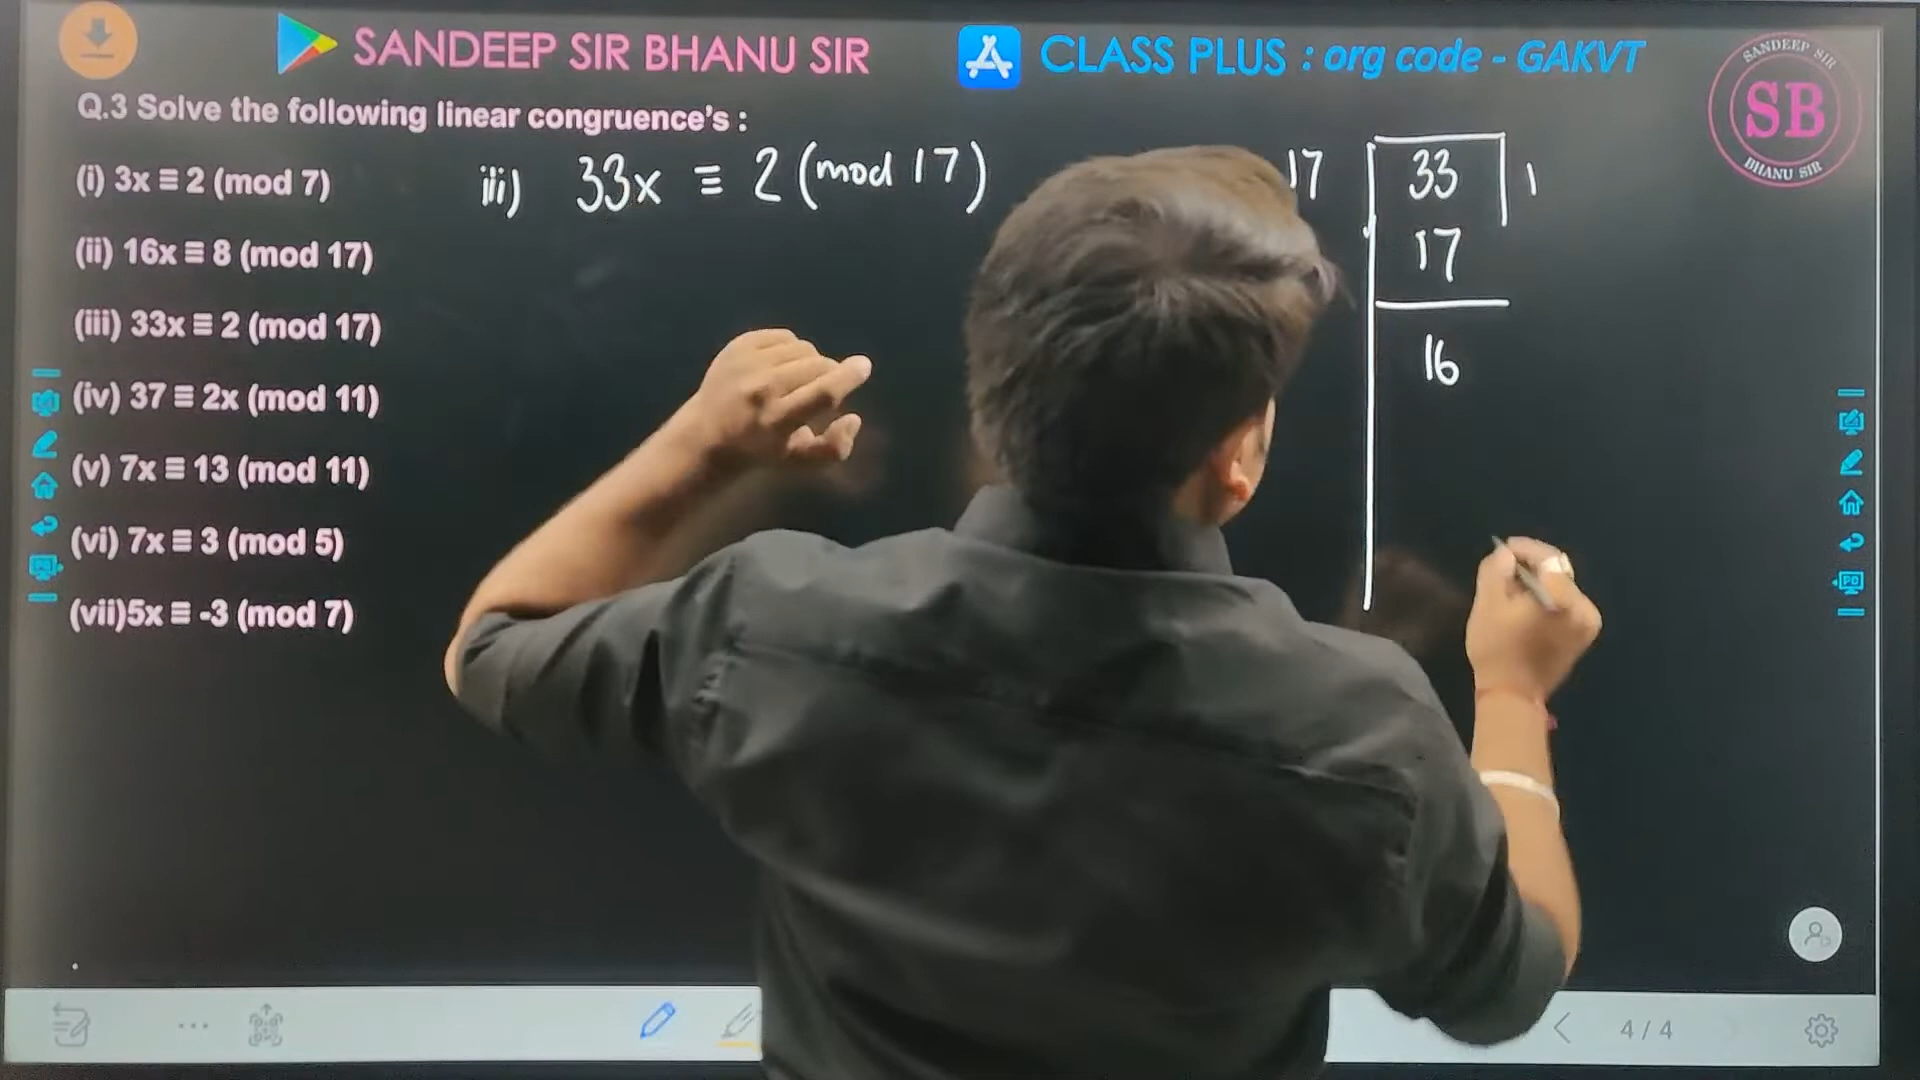 SANDEEP SIR BHANU SIR
CLASS PLUS : org code - GAKVT
SANDEEP SIR
SB
BHANU SIR
Q.3 Solve the following linear congruence's :
(i) 3x ≡ 2 (mod 7)
(ii) 16x ≡ 8 (mod 17)
(iii) 33x ≡ 2 (mod 17)
(iv) 37 ≡ 2x (mod 11)
(v) 7x ≡ 13 (mod 11)
(vi) 7x ≡ 3 (mod 5)
(vii)5x ≡ -3 (mod 7)
iii) 33x ≡ 2 (mod 17)
17 33 1
17
16
4 / 4